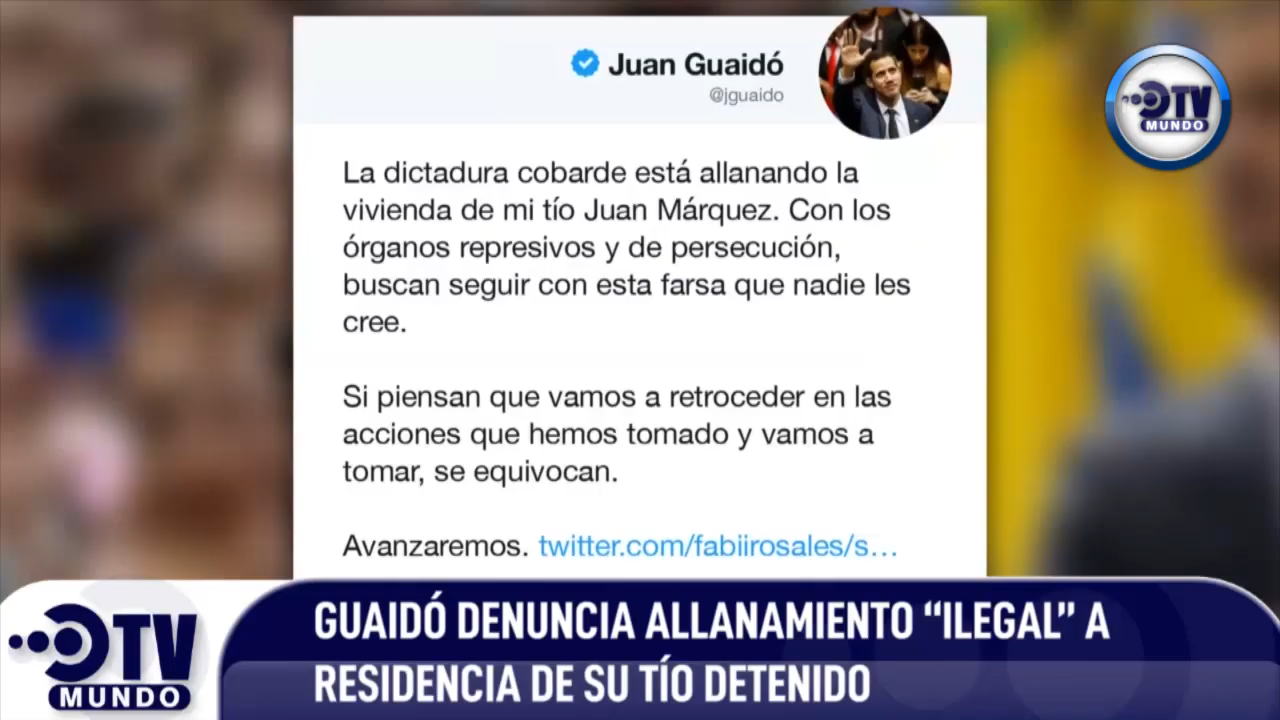 Juan Guaidó
@jguaido
TV
MUNDO
La dictadura cobarde está allanando la
vivienda de mi tío Juan Márquez. Con los
órganos represivos y de persecución,
buscan seguir con esta farsa que nadie les
cree.
Si piensan que vamos a retroceder en las
acciones que hemos tomado y vamos a
tomar, se equivocan.
Avanzaremos. twitter.com/fabiirosales/s...
GUAIDÓ DENUNCIA ALLANAMIENTO “ILEGAL” A
RESIDENCIA DE SU TÍO DETENIDO
TV
MUNDO